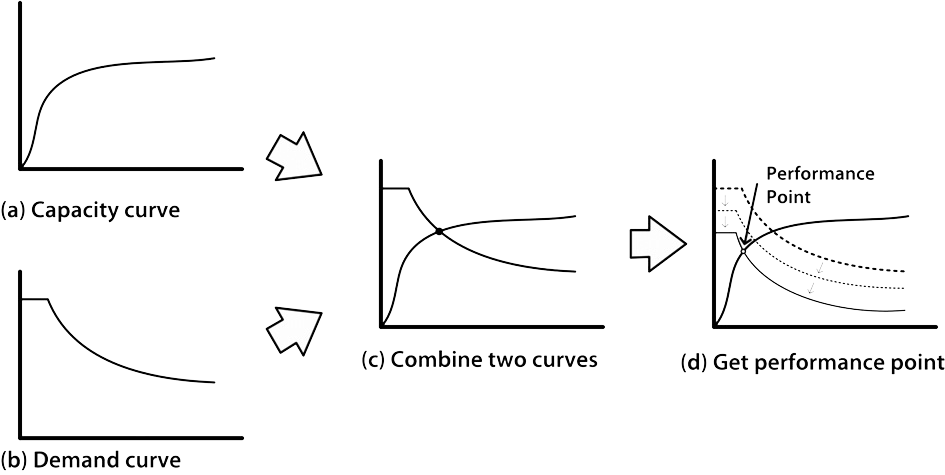 (a) Capacity curve
(b) Demand curve
(c) Combine two curves
Performance
Point
(d) Get performance point